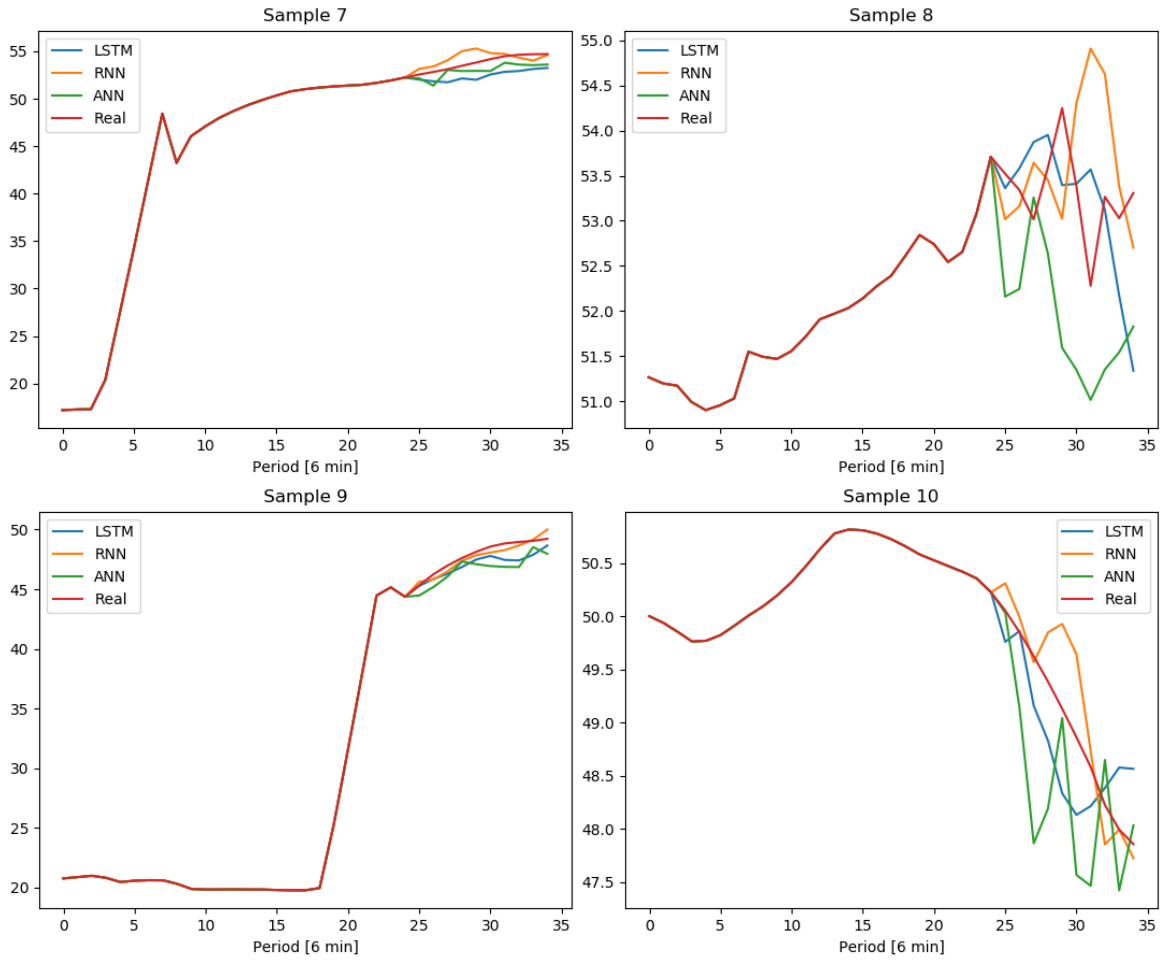 Sample 7
LSTM
RNN
ANN
Real
55
50
45
40
35
30
25
20
0 5 10 15 20 25 30 35
Period [6 min]
Sample 8
LSTM
RNN
ANN
Real
55.0
54.5
54.0
53.5
53.0
52.5
52.0
51.5
51.0
0 5 10 15 20 25 30 35
Period [6 min]
Sample 9
LSTM
RNN
ANN
Real
50
45
40
35
30
25
20
0 5 10 15 20 25 30 35
Period [6 min]
Sample 10
LSTM
RNN
ANN
Real
50.5
50.0
49.5
49.0
48.5
48.0
47.5
0 5 10 15 20 25 30 35
Period [6 min]